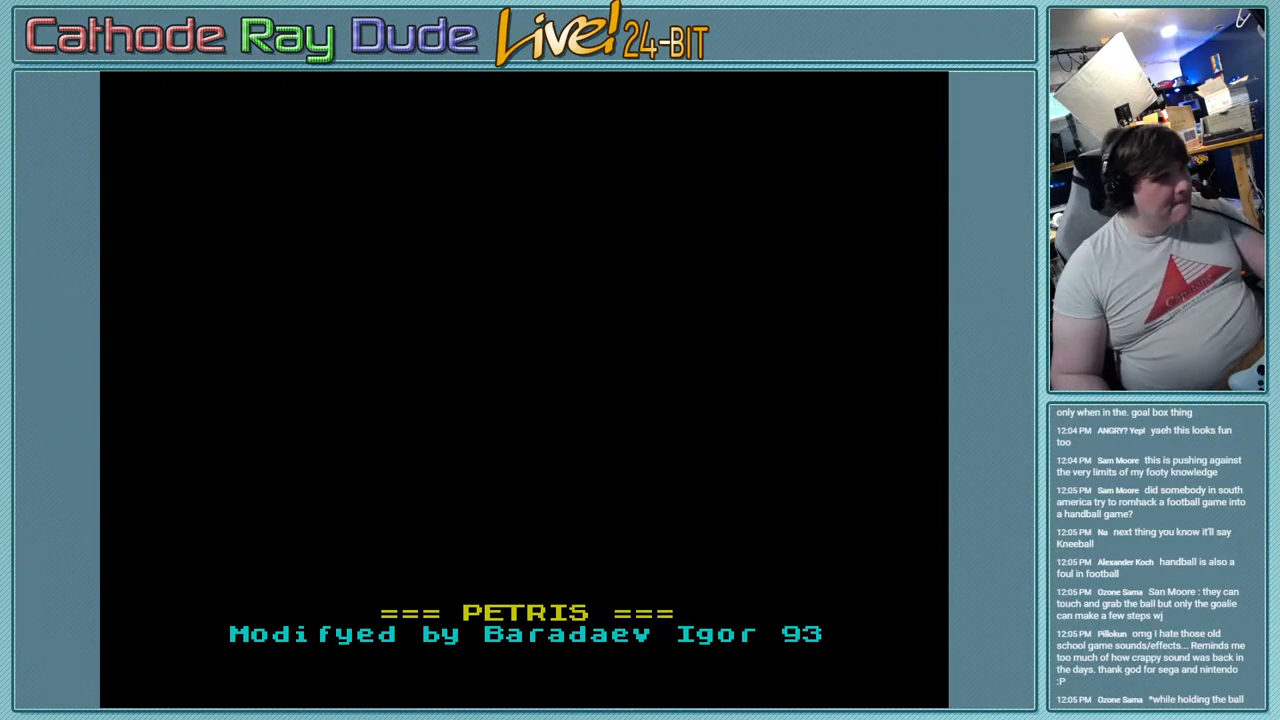 Cathode Ray Dude Live! 24-BIT
=== PETRIS ===
Modifyed by Baradaev Igor 93
only when in the. goal box thing
12:04 PM ANGRY? Yep! yaeh this looks fun
too
12:04 PM Sam Moore this is pushing against
the very limits of my footy knowledge
12:05 PM Sam Moore did somebody in south
america try to romhack a football game into
a handball game?
12:05 PM Na next thing you know it'll say
Kneeball
12:05 PM Alexander Koch handball is also a
foul in football
12:05 PM Ozone Sama San Moore : they can
touch and grab the ball but only the goalie
can make a few steps wj
12:05 PM Pillokun omg I hate those old
school game sounds/effects... Reminds me
too much of how crappy sound was back in
the days. thank god for sega and nintendo
:P
12:05 PM Ozone Sama *while holding the ball